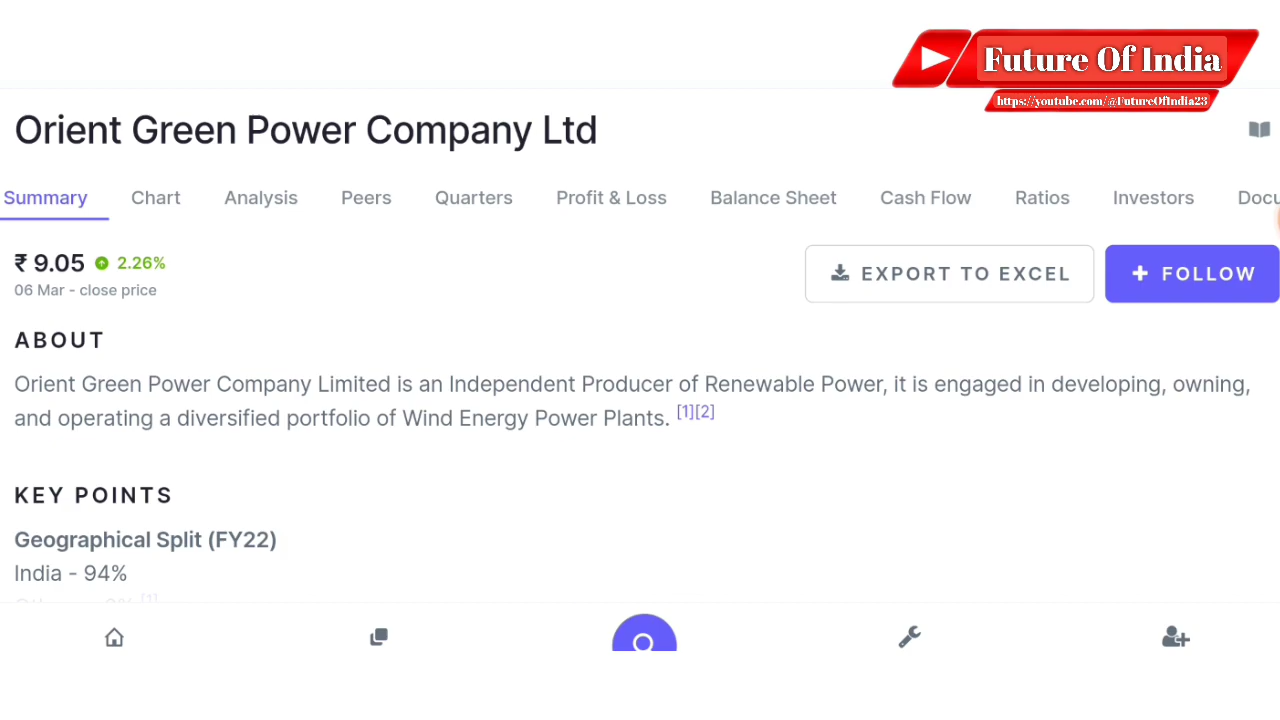 Future Of India
https://youtube.com/@FutureOfIndia23
Orient Green Power Company Ltd
Summary Chart Analysis Peers Quarters Profit & Loss Balance Sheet Cash Flow Ratios Investors Docu
₹ 9.05 2.26%
06 Mar - close price
EXPORT TO EXCEL
FOLLOW
ABOUT
Orient Green Power Company Limited is an Independent Producer of Renewable Power, it is engaged in developing, owning,
and operating a diversified portfolio of Wind Energy Power Plants. [1][2]
KEY POINTS
Geographical Split (FY22)
India - 94%